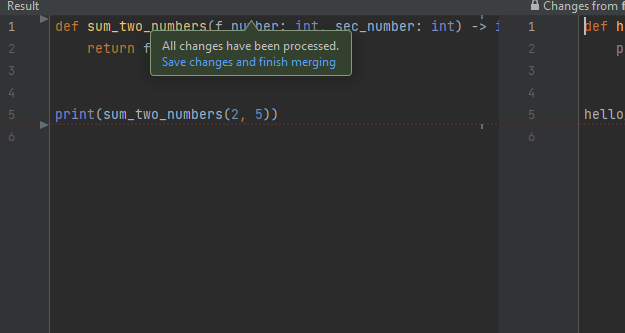 Result
Changes from
1 def sum_two_numbers(f_number: int, sec_number: int) ->
All changes have been processed.
2 return
Save changes and finish merging
3
4
5 print(sum_two_numbers(2, 5))
6
1 def
2
3
4
5 hello
6